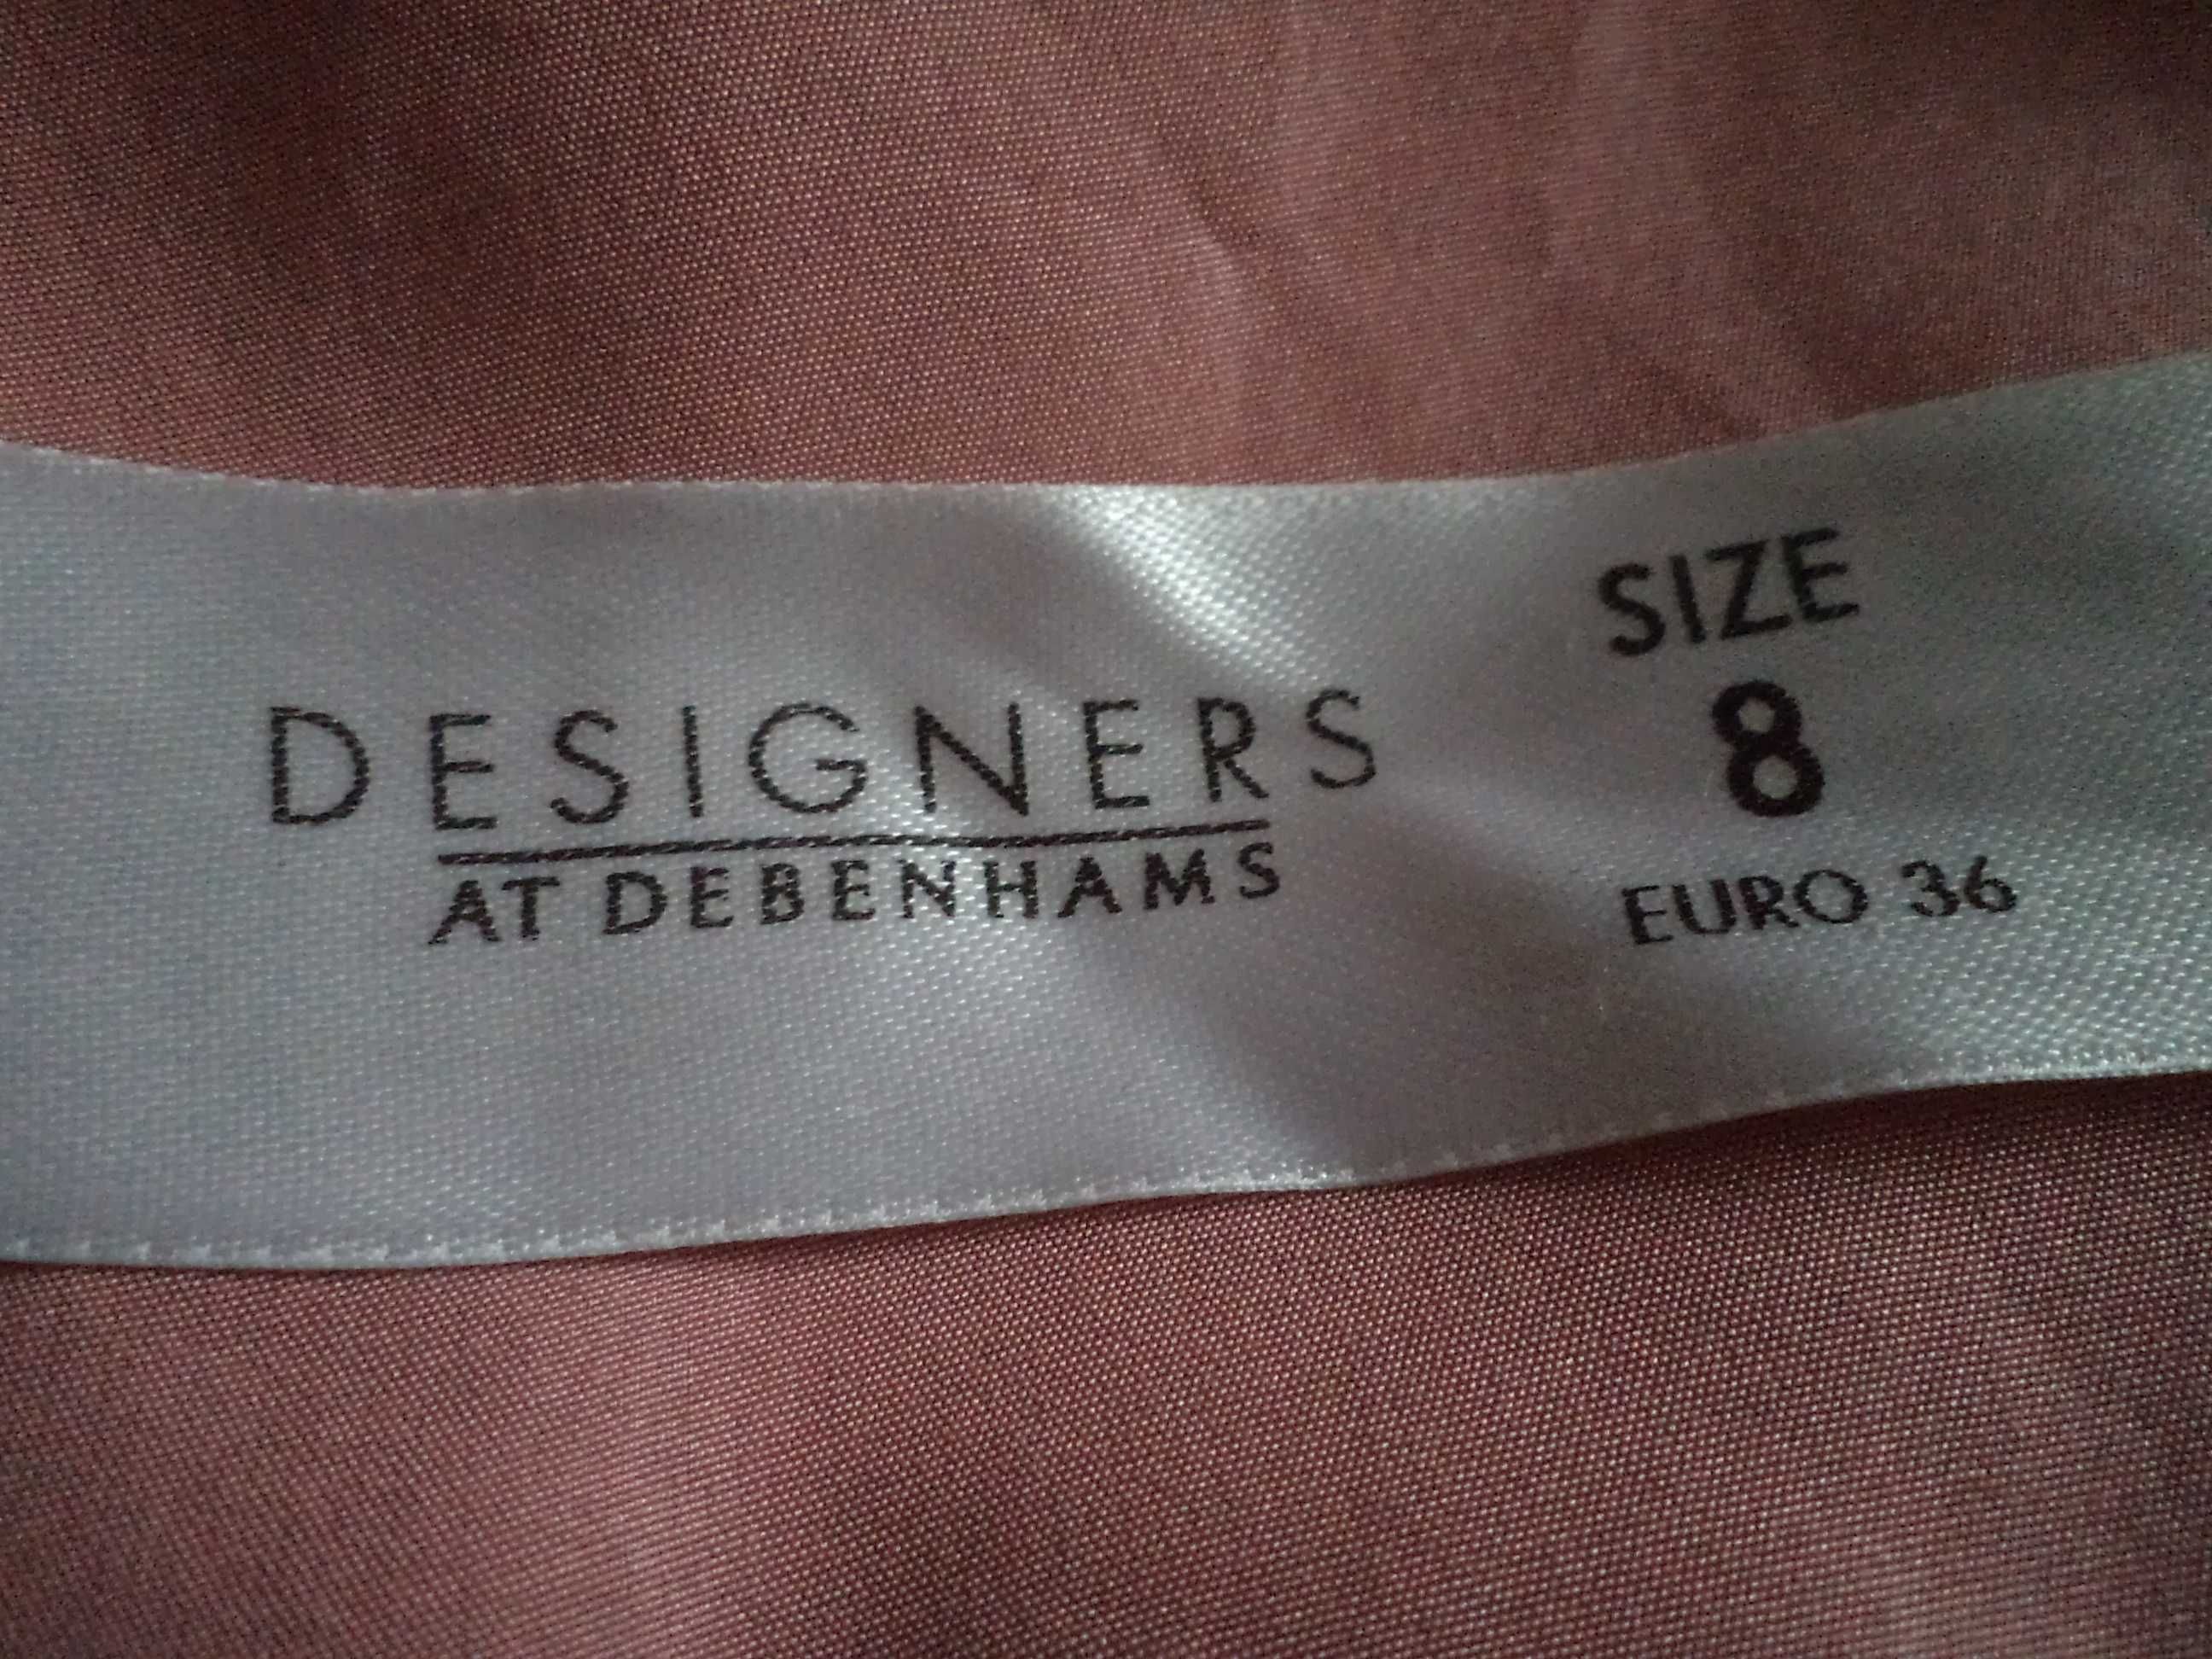 DESIGNERS
AT DEBENHAMS
SIZE
8
EURO 36